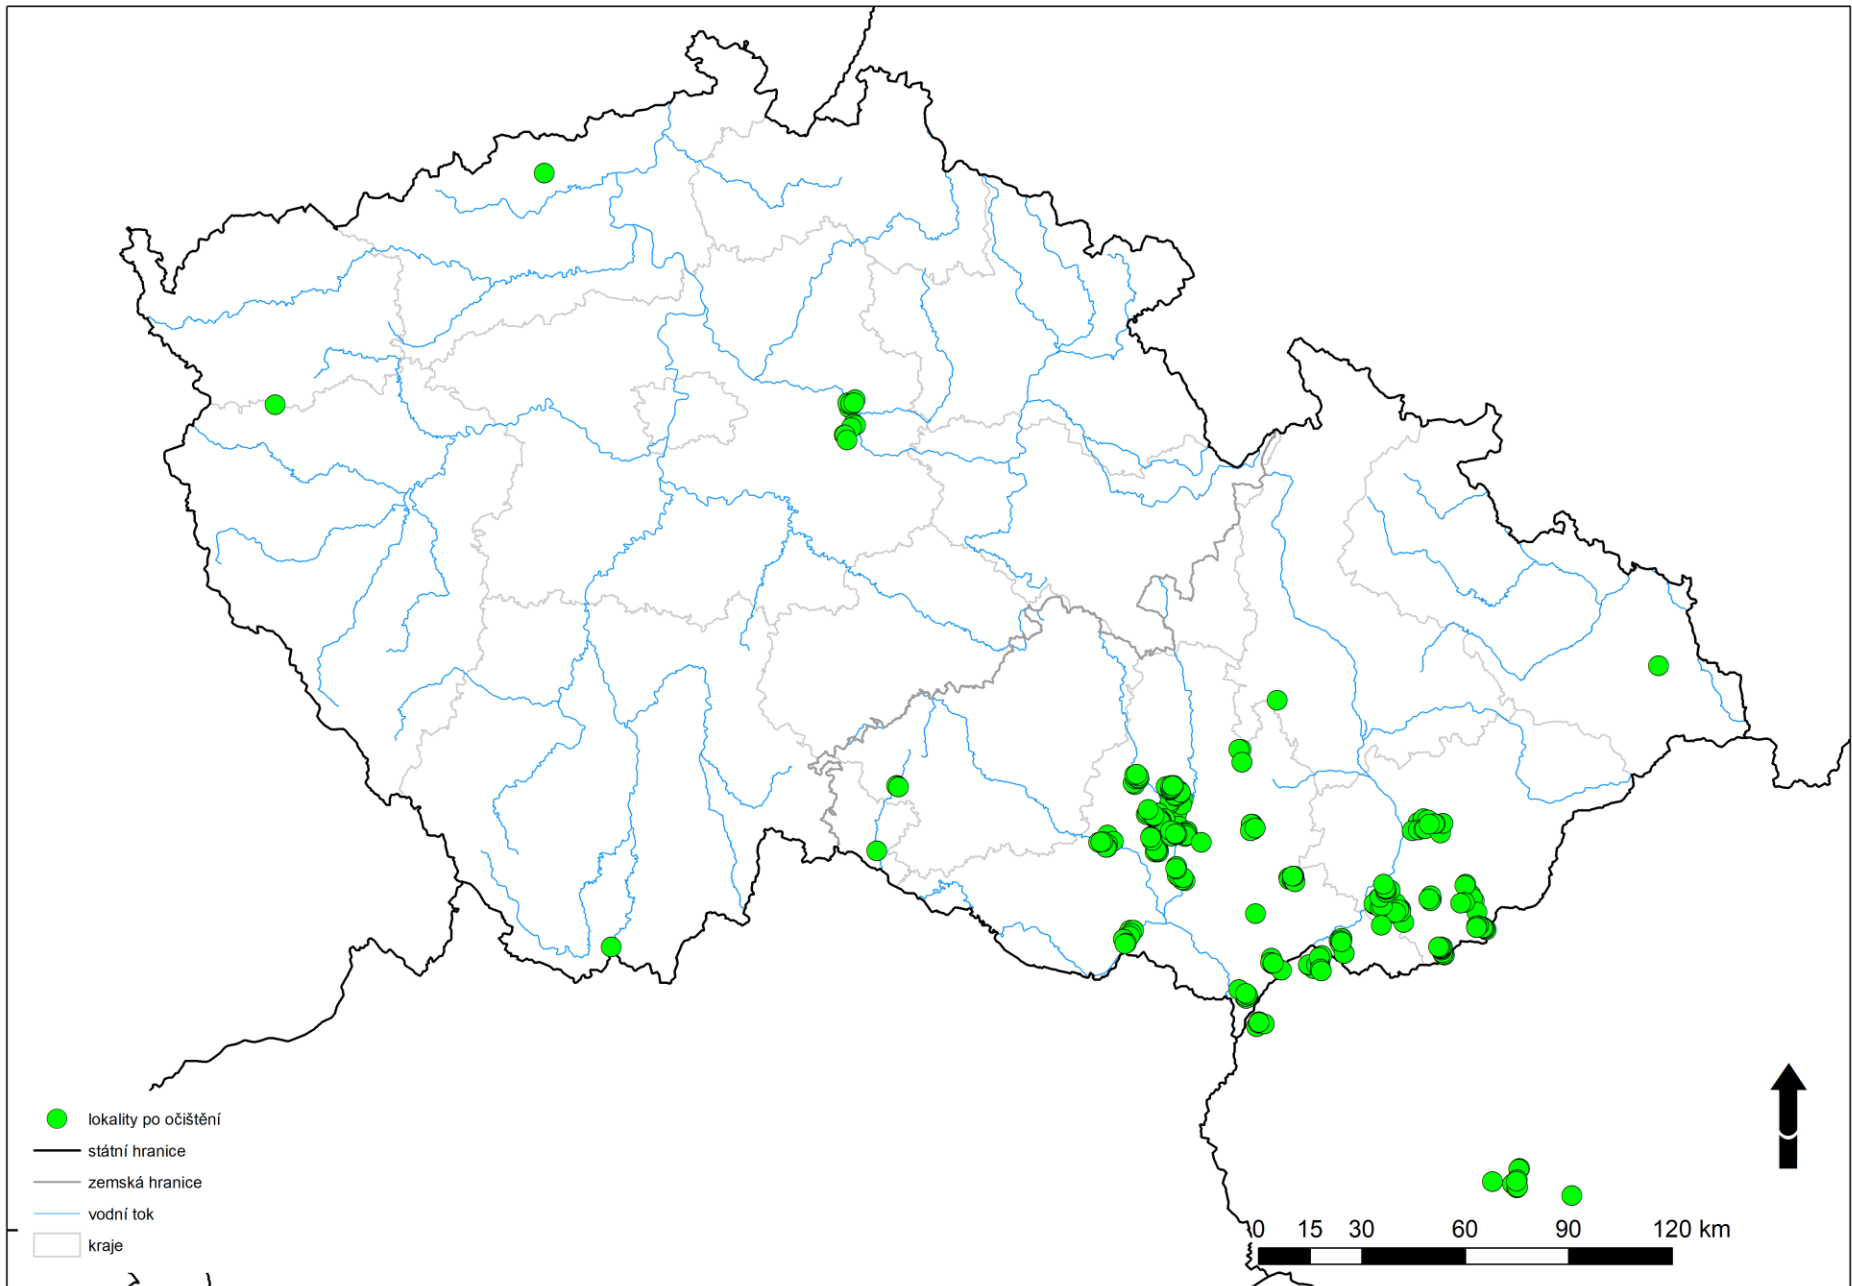 lokality po očištění
státní hranice
zemská hranice
vodní tok
kraje
0 15 30 60 90 120 km